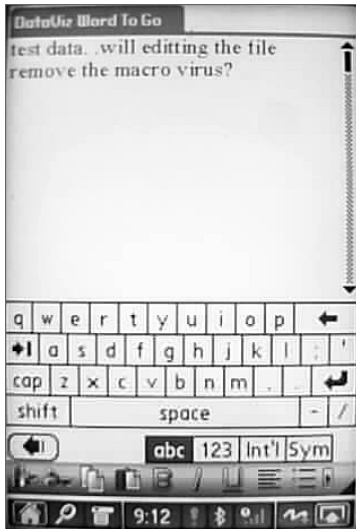 DataViz Word To Go
test data. .will editting the file
remove the macro virus?
q w e r t y u i o p
a s d f g h j k l ; '
cap z x c v b n m , .
shift space - /
abc 123 Int'l Sym
B I U
9:12